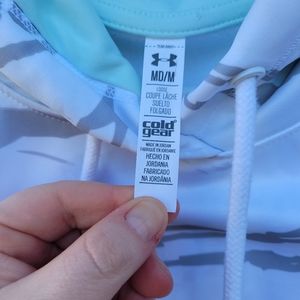 MD/M
LOOSE
COUPE LÂCHE
SUELTO
FOLGADO
cold
gear
MADE IN JORDAN
FABRIQUÉ EN JORDANIE
HECHO EN
JORDANIA
FABRICADO
NA JORDÂNIA